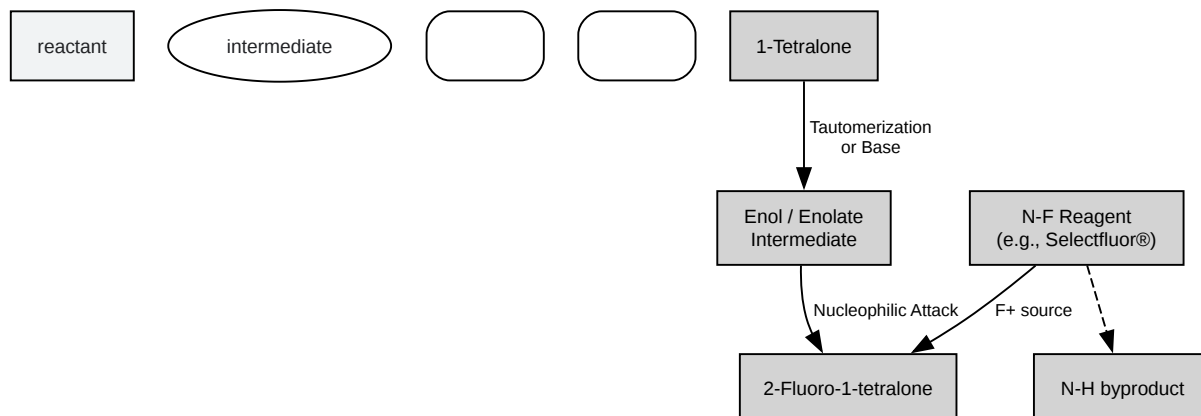 reactant
intermediate
1-Tetralone
Tautomerization
or Base
Enol / Enolate
Intermediate
N-F Reagent
(e.g., Selectfluor®)
Nucleophilic Attack
F+ source
2-Fluoro-1-tetralone
N-H byproduct